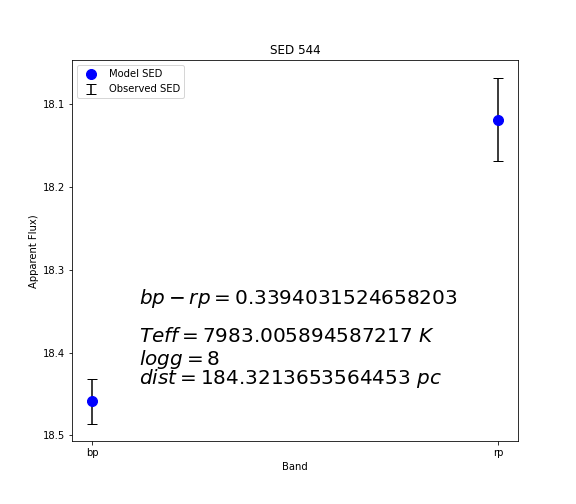 SED 544
Model SED
Observed SED
18.1
18.2
18.3
18.4
18.5
Apparent Flux)
bp − rp = 0.3394031524658203
Teff = 7983.005894587217 K
logg = 8
dist = 184.3213653564453 pc
bp
rp
Band